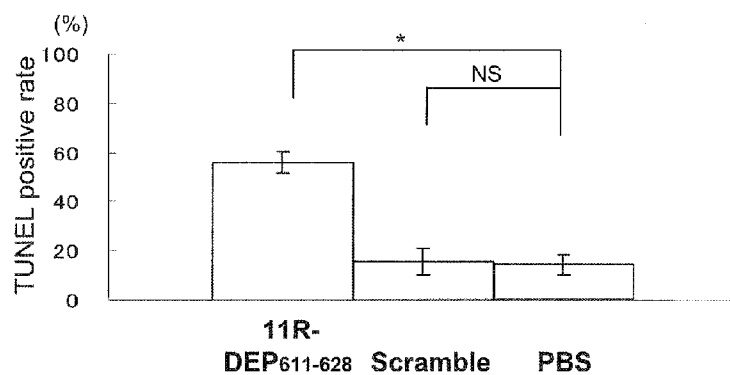 (%)
TUNEL positive rate
100
80
60
40
20
0
*
NS
11R-
DEP611-628 Scramble PBS